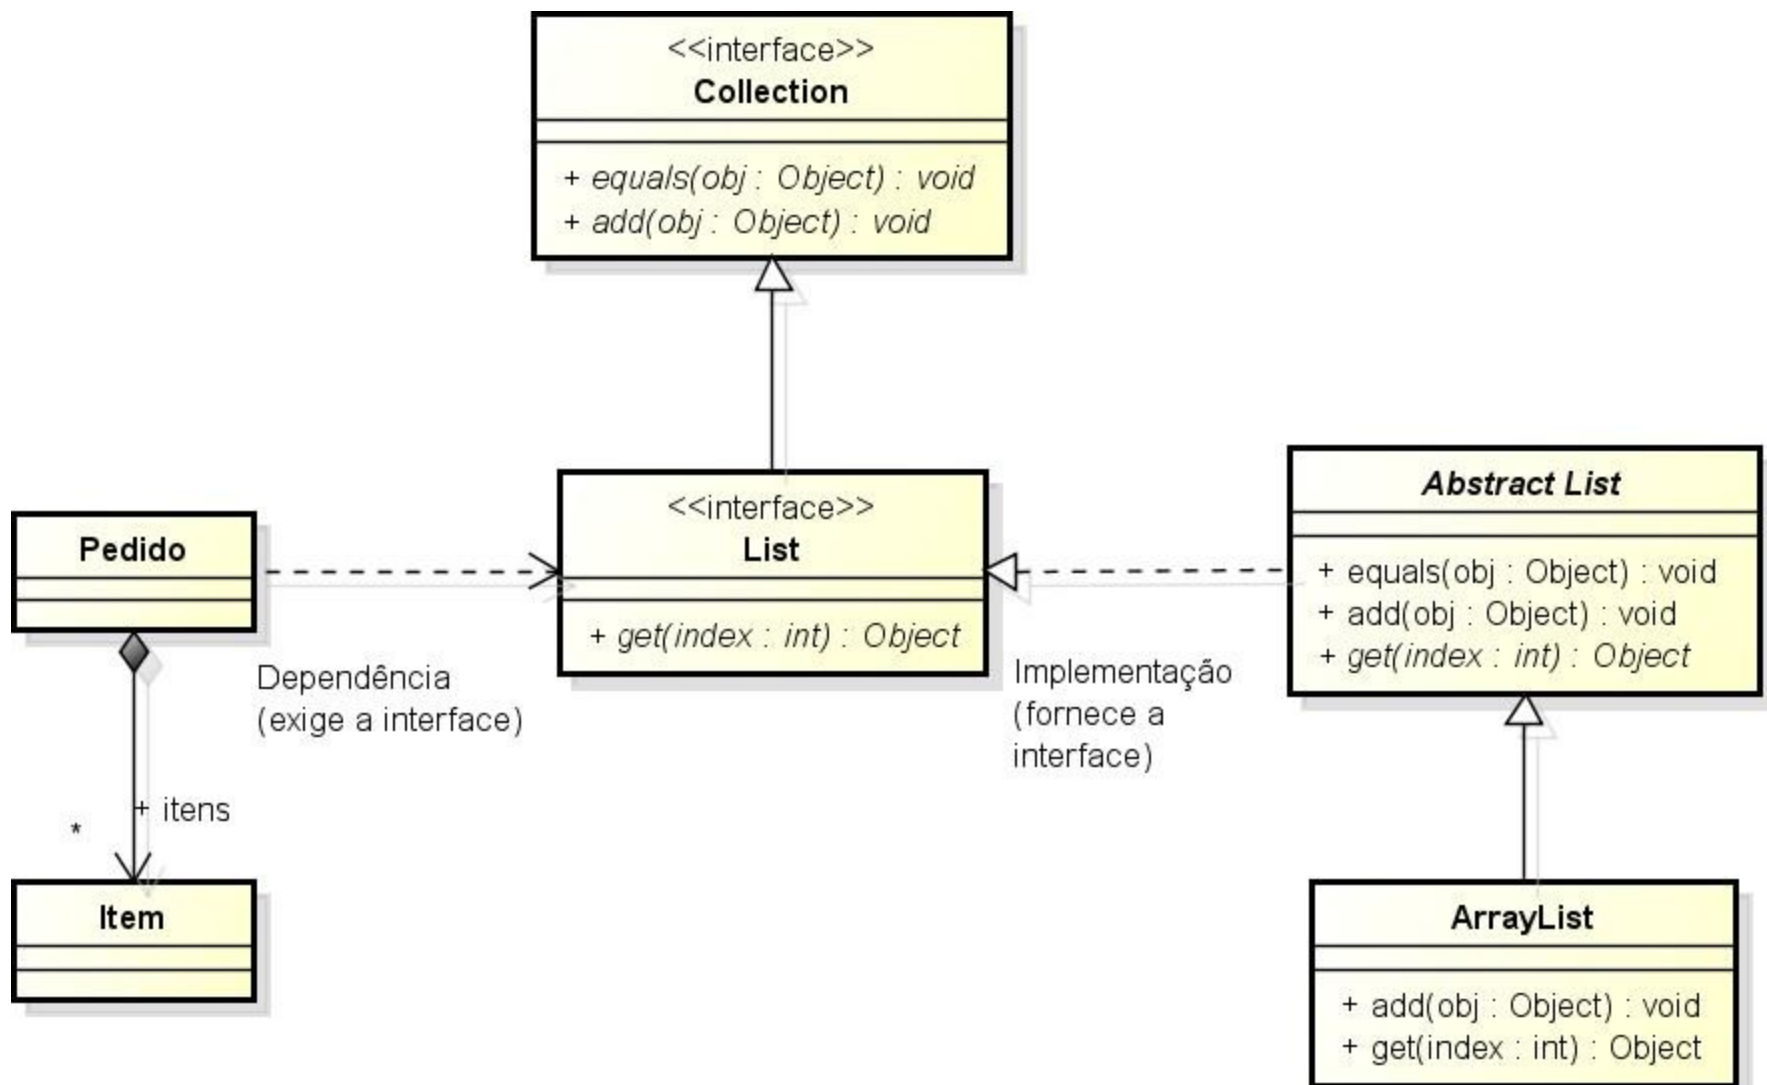 <<interface>>
Collection
+ equals(obj : Object) : void
+ add(obj : Object) : void
<<interface>>
List
+ get(index : int) : Object
Pedido
Dependência
(exige a interface)
+ itens
*
Item
Implementação
(fornece a
interface)
Abstract List
+ equals(obj : Object) : void
+ add(obj : Object) : void
+ get(index : int) : Object
ArrayList
+ add(obj : Object) : void
+ get(index : int) : Object